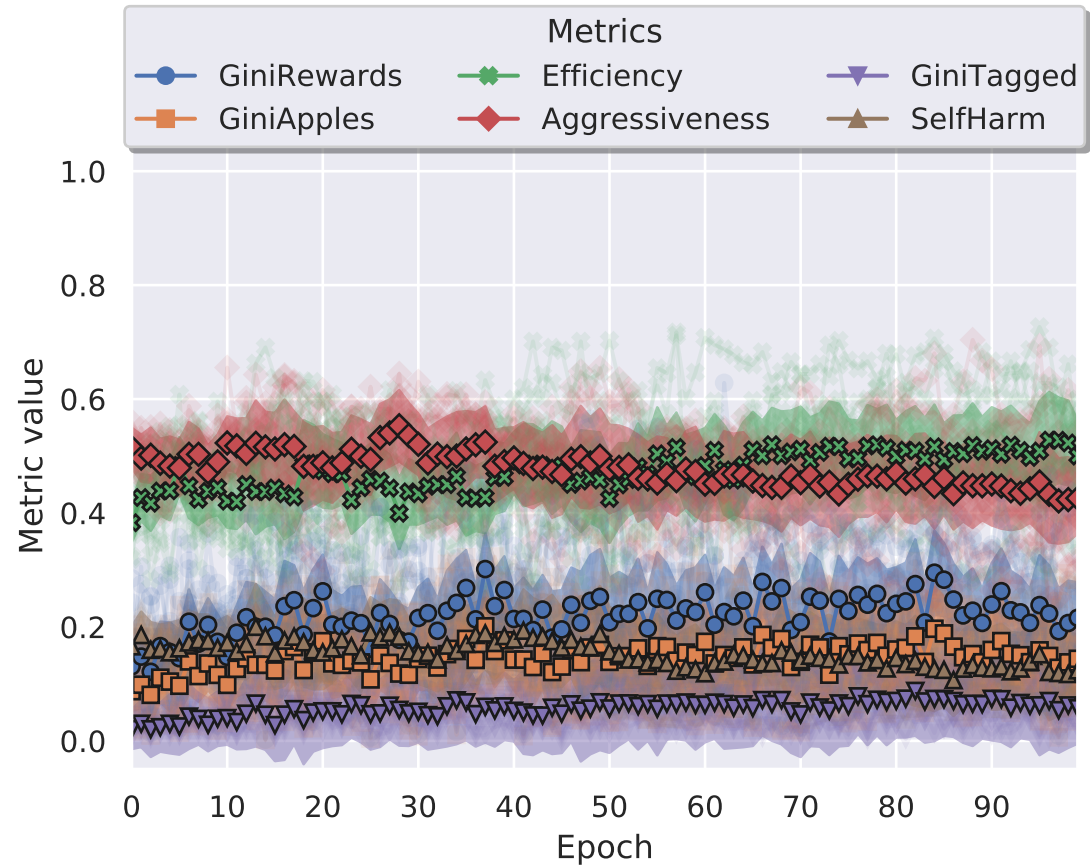 Metrics
GiniRewards Efficiency GiniTagged
GiniApples Aggressiveness SelfHarm
1.0
0.8
0.6
0.4
0.2
0.0
Metric value
0 10 20 30 40 50 60 70 80 90
Epoch